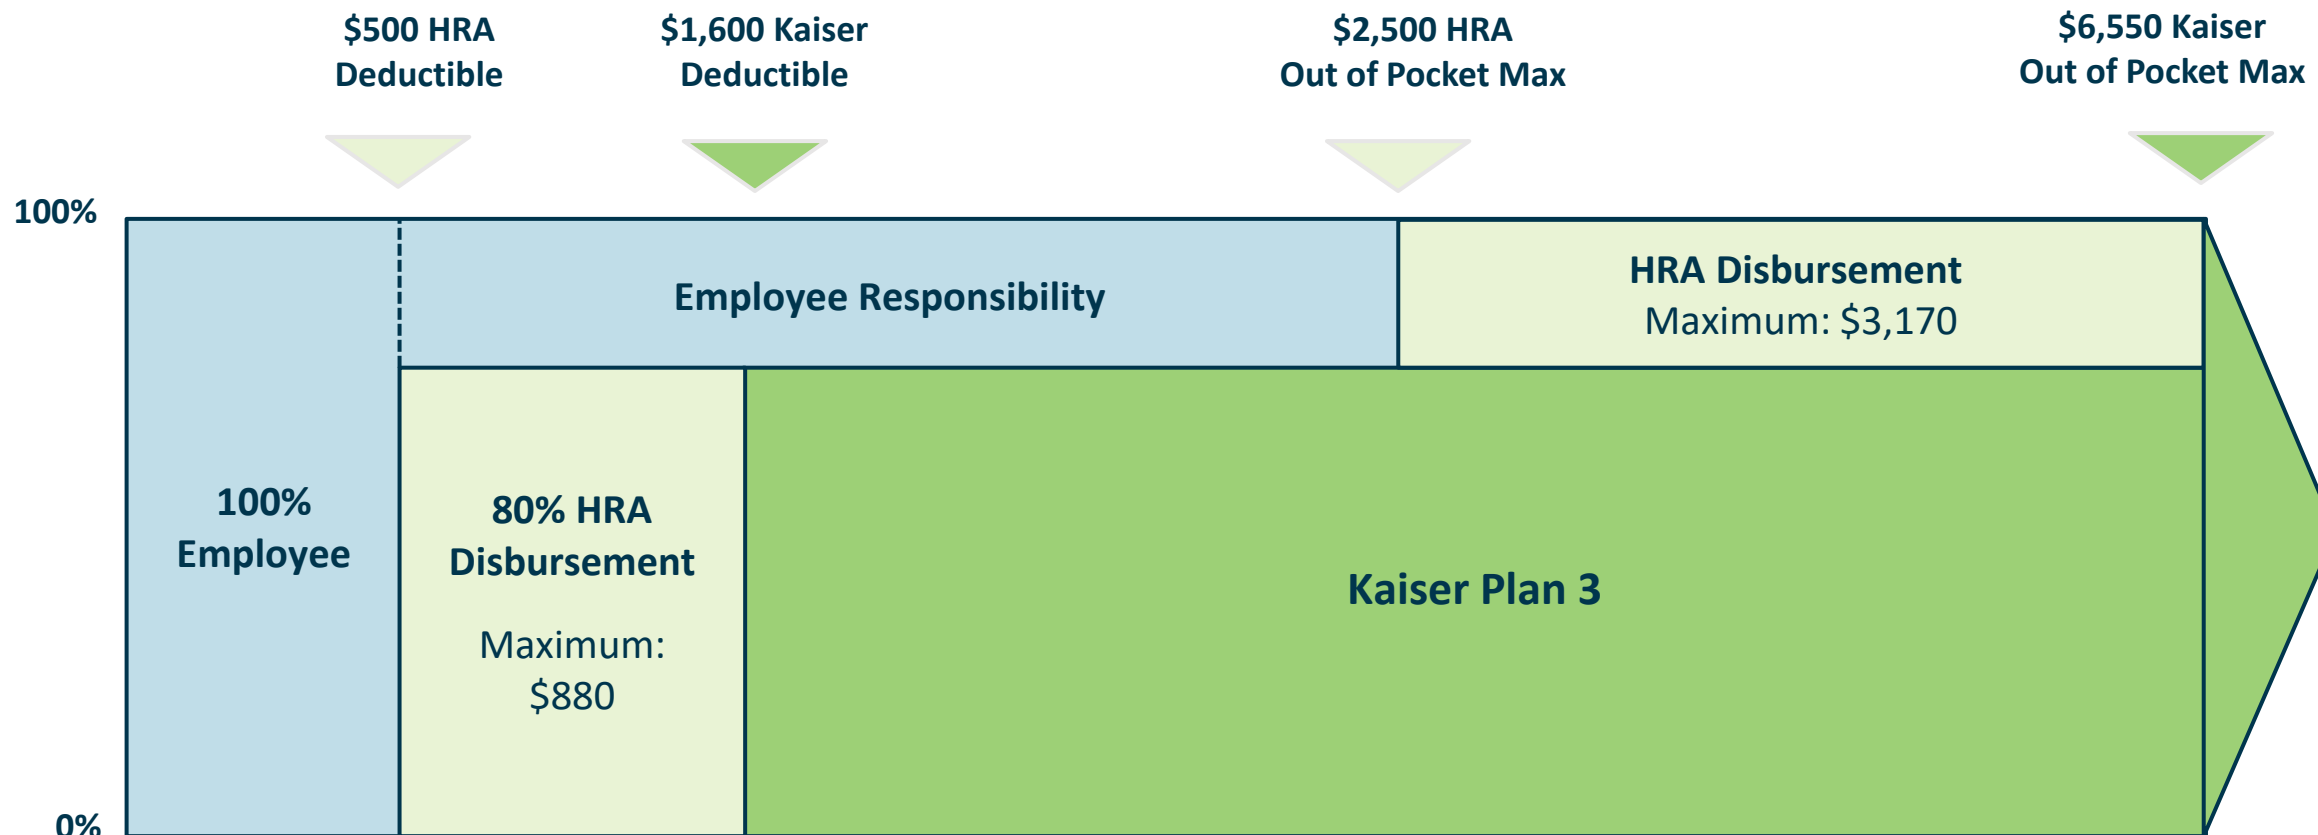 $500 HRA
Deductible
$1,600 Kaiser
Deductible
$2,500 HRA
Out of Pocket Max
$6,550 Kaiser
Out of Pocket Max
100%
Employee Responsibility
HRA Disbursement
Maximum: $3,170
100%
Employee
80% HRA
Disbursement
Maximum:
$880
Kaiser Plan 3
0%